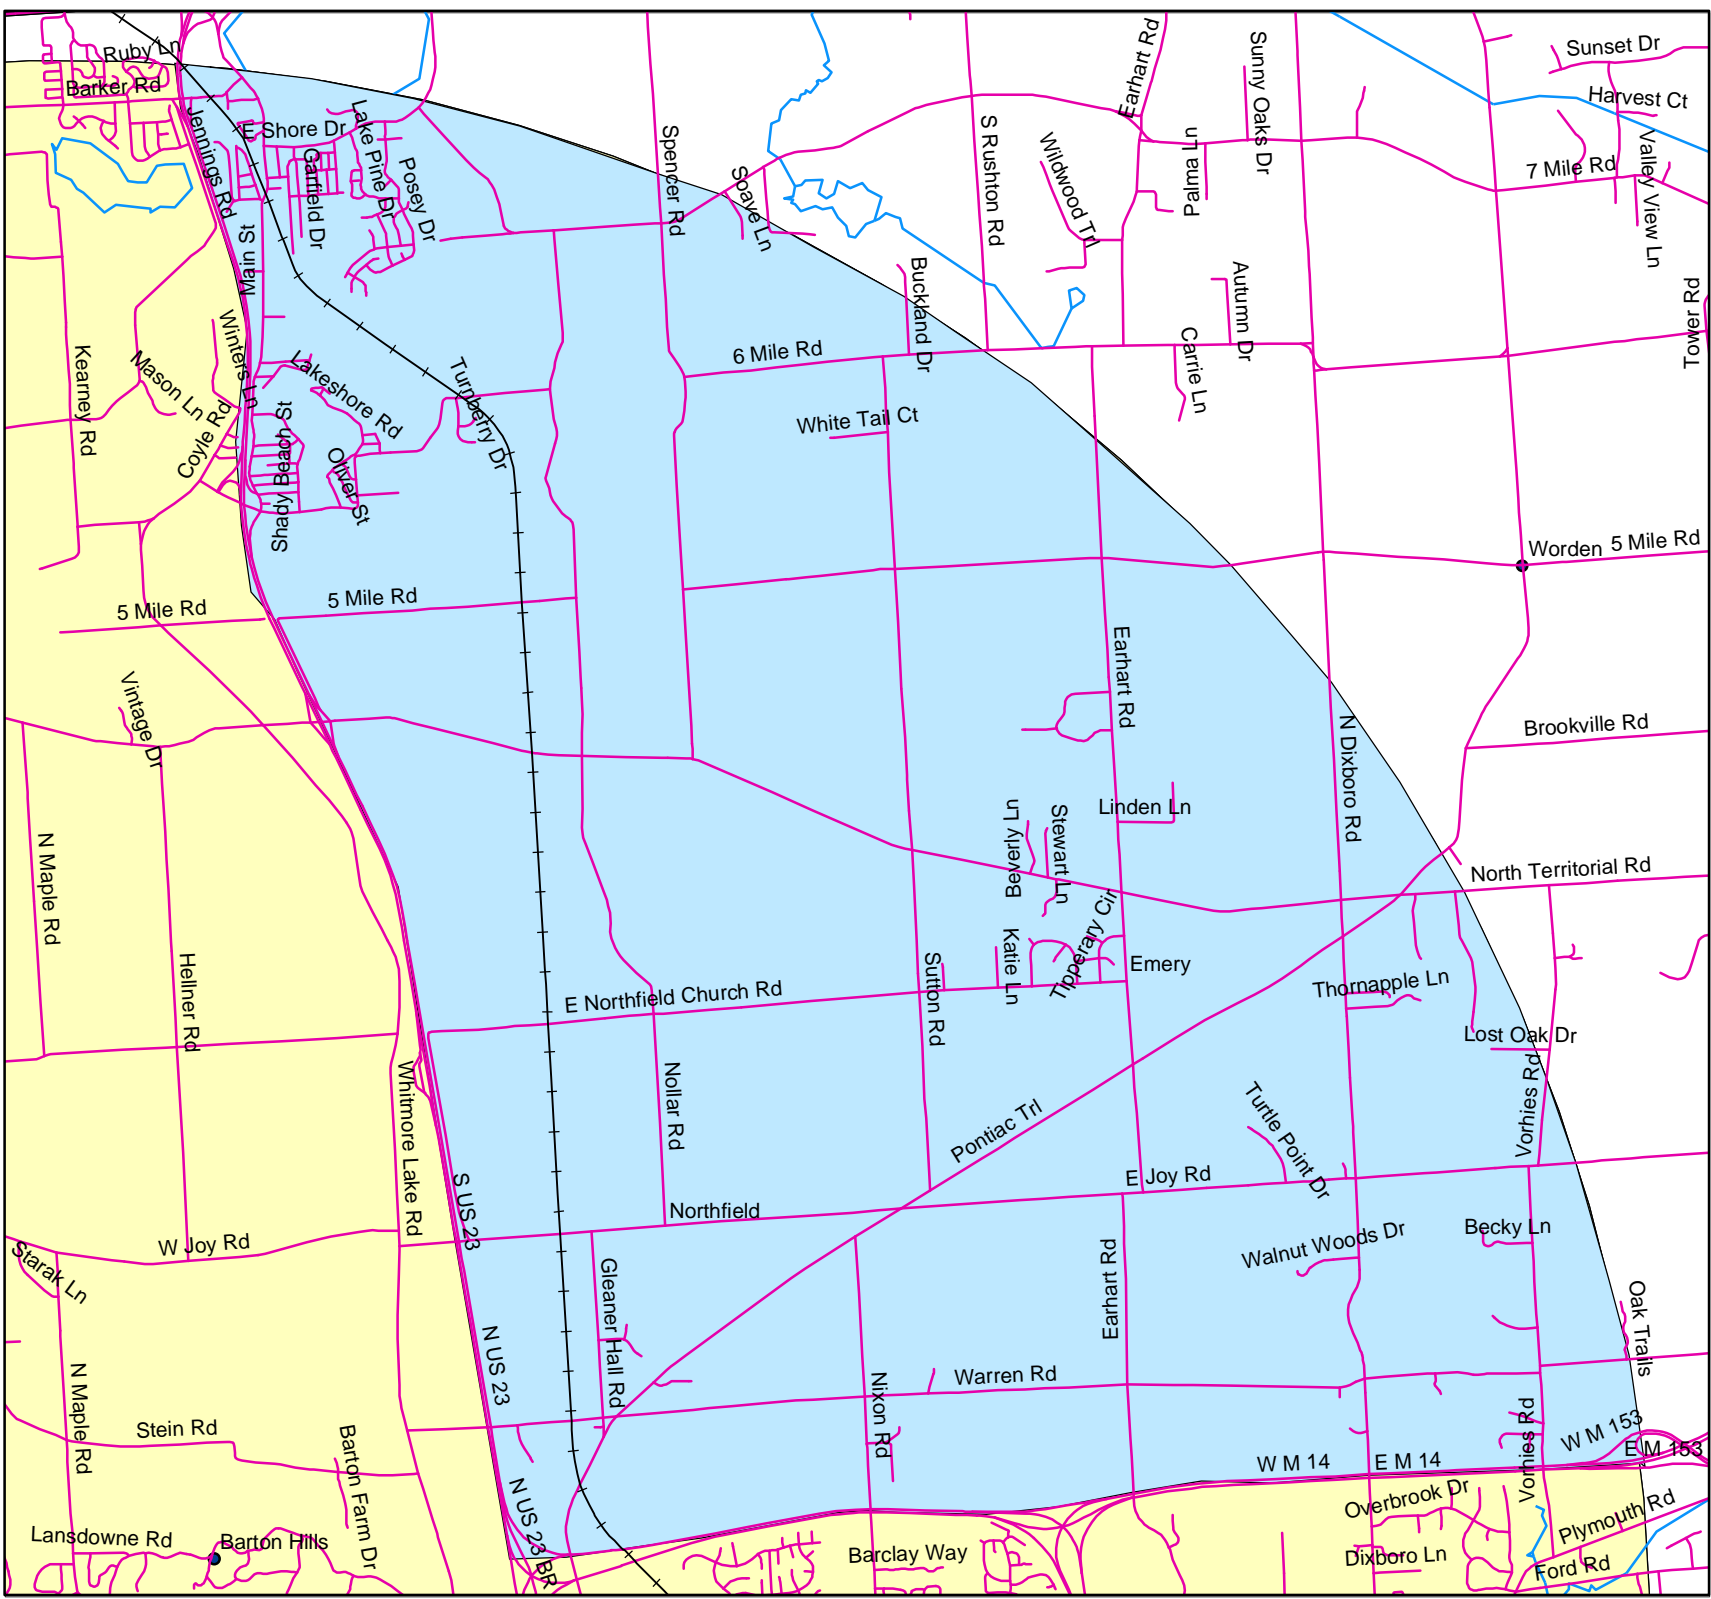 Ruby Ln
Barker Rd
Jennings Rd
E Shore Dr
Garfield Dr
Lake Pine Dr
Posey Dr
Main St
Spencer Rd
Soave Ln
S Rushton Rd
Wildwood Trl
Earhart Rd
Palma Ln
Sunny Oaks Dr
Sunset Dr
Harvest Ct
7 Mile Rd
Valley View Ln
Tower Rd
Buckland Dr
Autumn Dr
Carrie Ln
6 Mile Rd
White Tail Ct
Kearney Rd
Mason Ln
Winters Ln
Coyle Rd
Lakeshore Rd
Shady Beach St
Oliver St
Turnberry Dr
Worden
5 Mile Rd
5 Mile Rd
5 Mile Rd
Vintage Dr
Earhart Rd
N Dixboro Rd
Brookville Rd
Linden Ln
Beverly Ln
Stewart Ln
N Maple Rd
North Territorial Rd
Hellner Rd
Sutton Rd
Katie Ln
Tipperary Cir
Emery
Thornapple Ln
E Northfield Church Rd
Lost Oak Dr
Whitmore Lake Rd
Nollar Rd
Pontiac Trl
Turtle Point Dr
Vorhies Rd
E Joy Rd
S US 23
Northfield
W Joy Rd
Starak Ln
Walnut Woods Dr
Becky Ln
Gleaner Hall Rd
Earhart Rd
Oak Trails
N US 23
N Maple Rd
Warren Rd
Nixon Rd
Stein Rd
Barton Farm Dr
Vorhies Rd
W M 153
E M 153
W M 14
E M 14
N US 23 BR
Overbrook Dr
Plymouth Rd
Lansdowne Rd
Barton Hills
Barclay Way
Dixboro Ln
Ford Rd